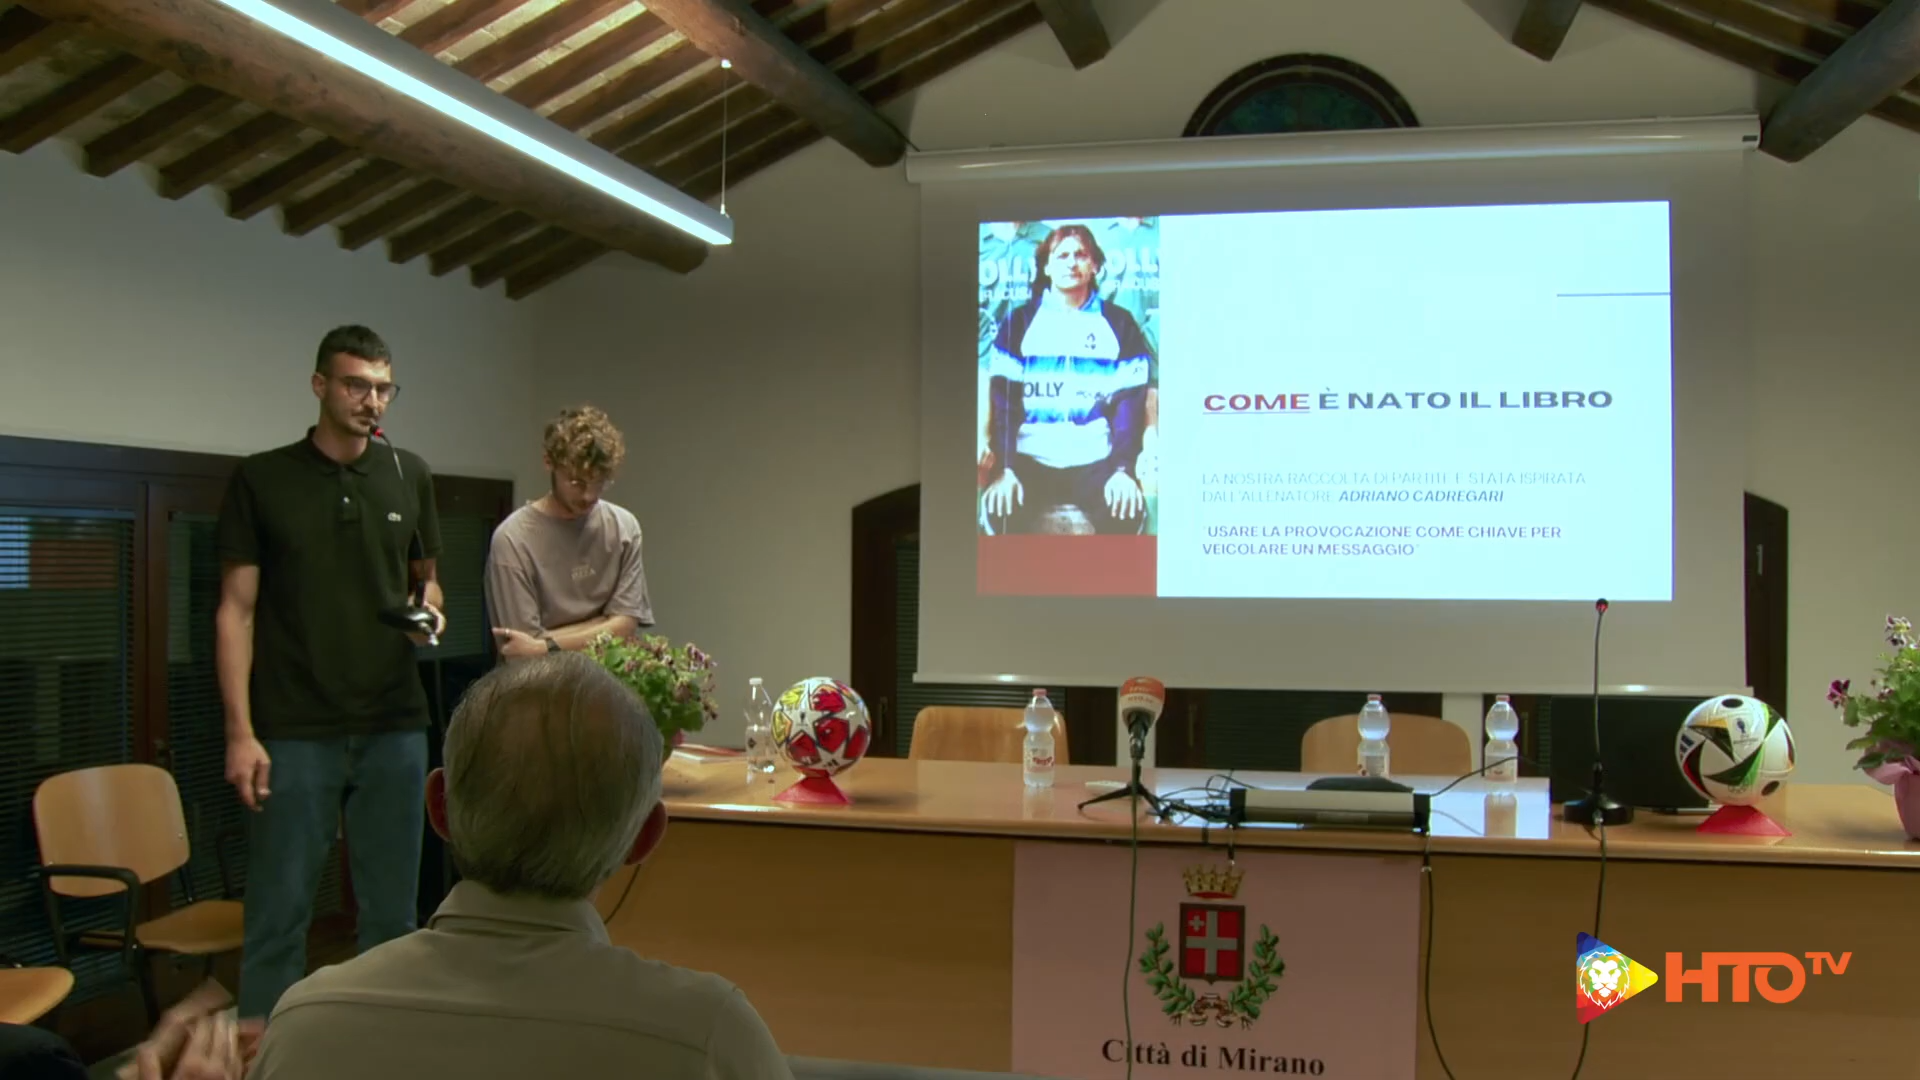 OLLY
OLL
OLLY
COME È NATO IL LIBRO
LA NOSTRA RACCOLTA DI PARTITE È STATA ISPIRATA
DALL'ALLENATORE ADRIANO CADREGARI
"USARE LA PROVOCAZIONE COME CHIAVE PER
VEICOLARE UN MESSAGGIO"
Città di Mirano
HTO TV